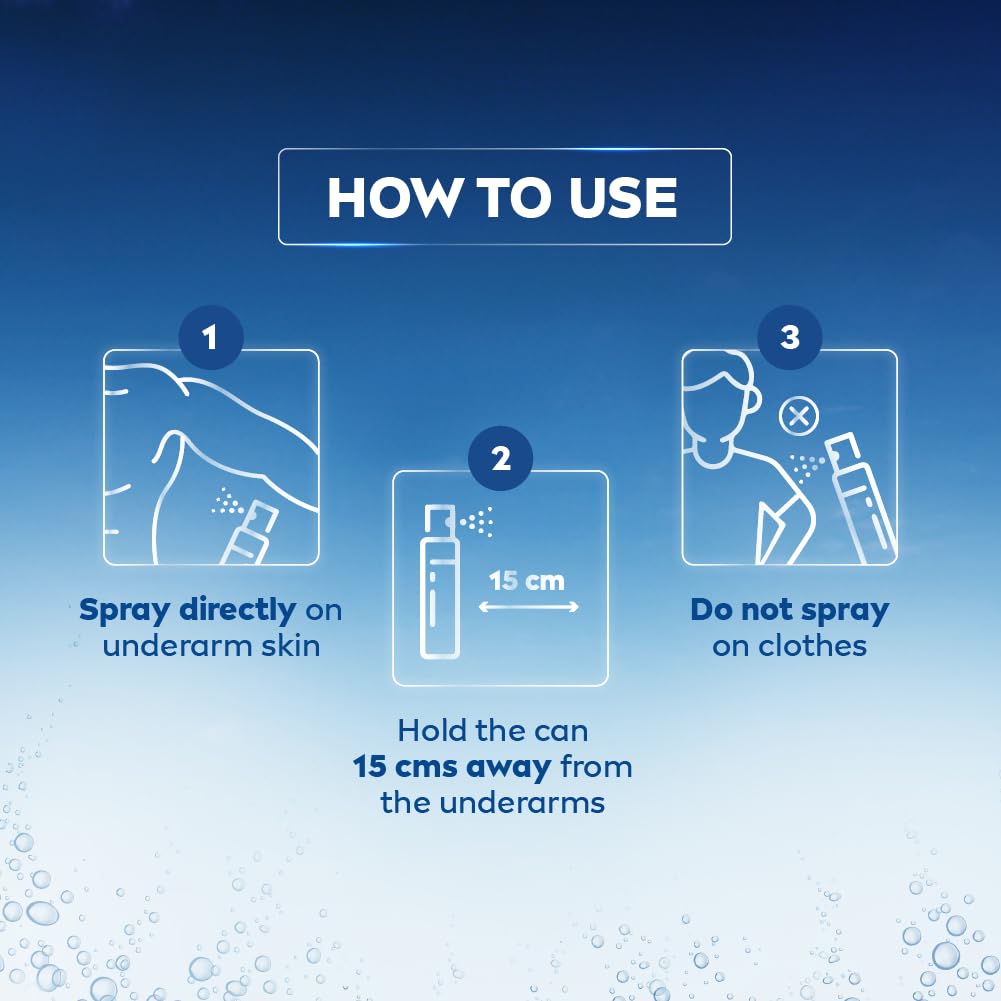 HOW TO USE
1
Spray directly on
underarm skin
2
15 cm
Hold the can
15 cms away from
the underarms
3
Do not spray
on clothes